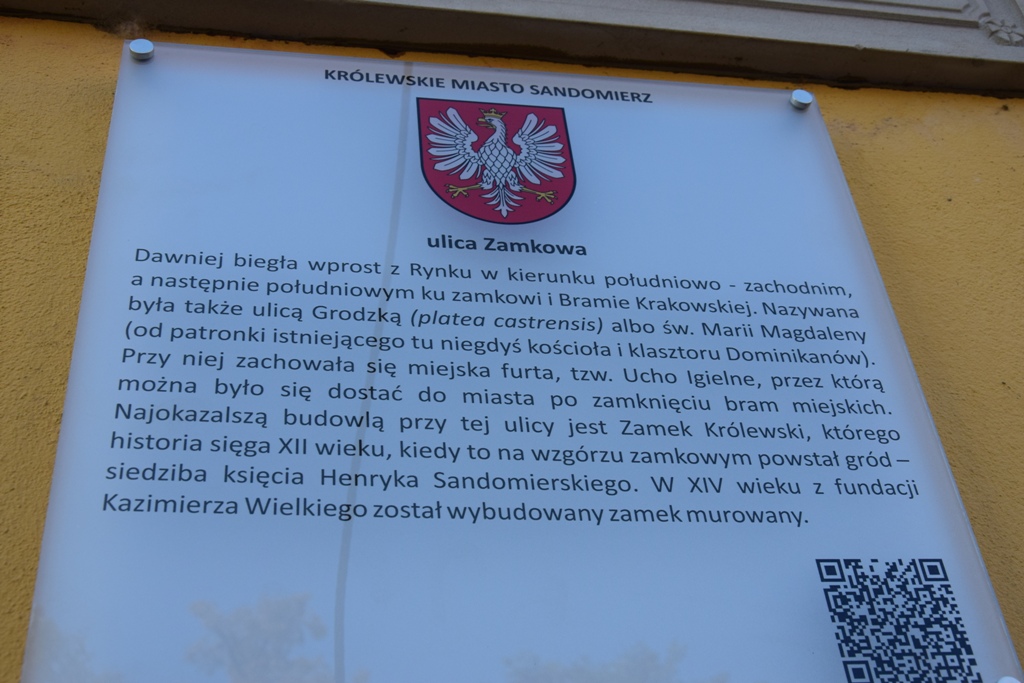 KRÓLEWSKIE MIASTO SANDOMIERZ
ulica Zamkowa
Dawniej biegła wprost z Rynku w kierunku południowo - zachodnim,
a następnie południowym ku zamkowi i Bramie Krakowskiej. Nazywana
była także ulicą Grodzką (platea castrensis) albo św. Marii Magdaleny
(od patronki istniejącego tu niegdyś kościoła i klasztoru Dominikanów).
Przy niej zachowała się miejska furta, tzw. Ucho Igielne, przez którą
można było się dostać do miasta po zamknięciu bram miejskich.
Najokazalszą budowlą przy tej ulicy jest Zamek Królewski, którego
historia sięga XII wieku, kiedy to na wzgórzu zamkowym powstał gród –
siedziba księcia Henryka Sandomierskiego. W XIV wieku z fundacji
Kazimierza Wielkiego został wybudowany zamek murowany.